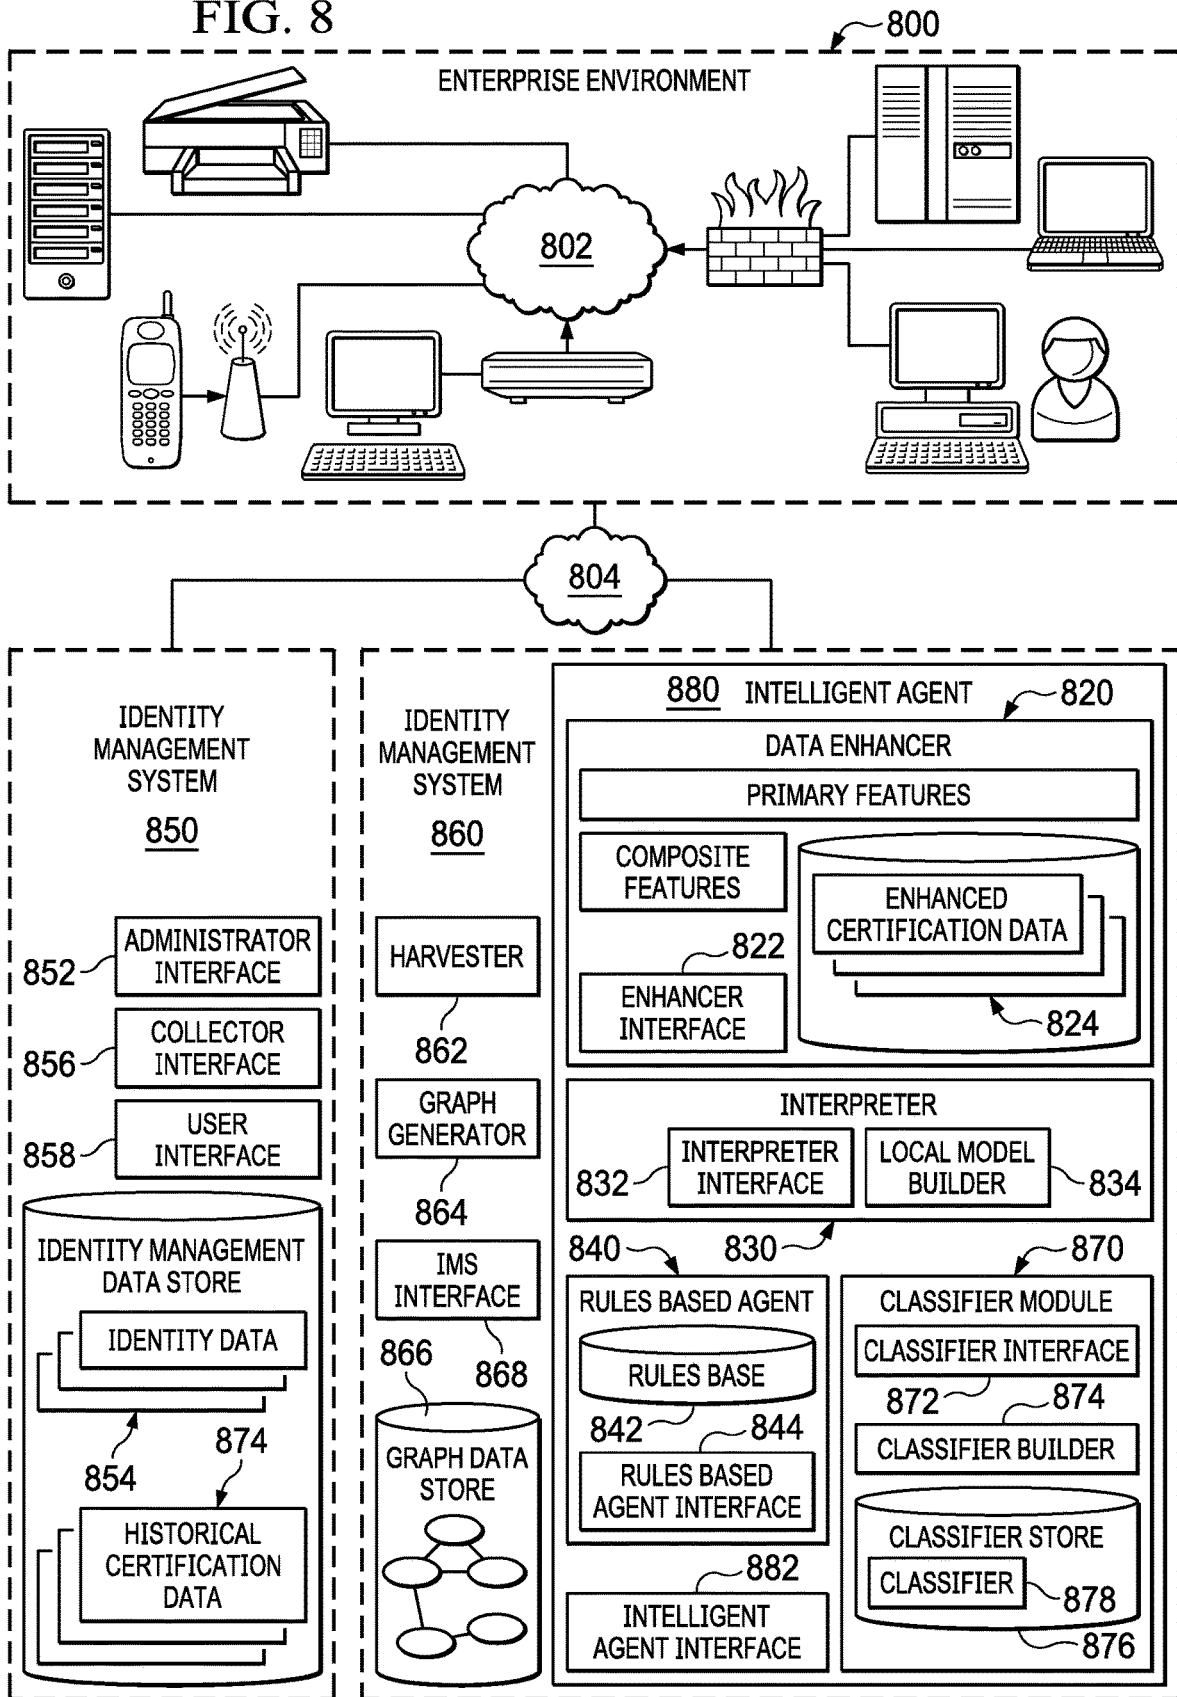 FIG. 8
800
ENTERPRISE ENVIRONMENT
802
804
IDENTITY
MANAGEMENT
SYSTEM
850
852
ADMINISTRATOR
INTERFACE
856
COLLECTOR
INTERFACE
858
USER
INTERFACE
IDENTITY MANAGEMENT
DATA STORE
IDENTITY DATA
854
874
HISTORICAL
CERTIFICATION
DATA
IDENTITY
MANAGEMENT
SYSTEM
860
HARVESTER
862
GRAPH
GENERATOR
864
IMS
INTERFACE
866
868
GRAPH DATA
STORE
880 INTELLIGENT AGENT
820
DATA ENHANCER
PRIMARY FEATURES
COMPOSITE
FEATURES
ENHANCED
CERTIFICATION DATA
822
ENHANCER
INTERFACE
824
INTERPRETER
832
INTERPRETER
INTERFACE
LOCAL MODEL
BUILDER
834
830
840
RULES BASED AGENT
RULES BASE
842
844
RULES BASED
AGENT INTERFACE
882
INTELLIGENT
AGENT INTERFACE
870
CLASSIFIER MODULE
CLASSIFIER INTERFACE
872
874
CLASSIFIER BUILDER
CLASSIFIER STORE
CLASSIFIER
878
876